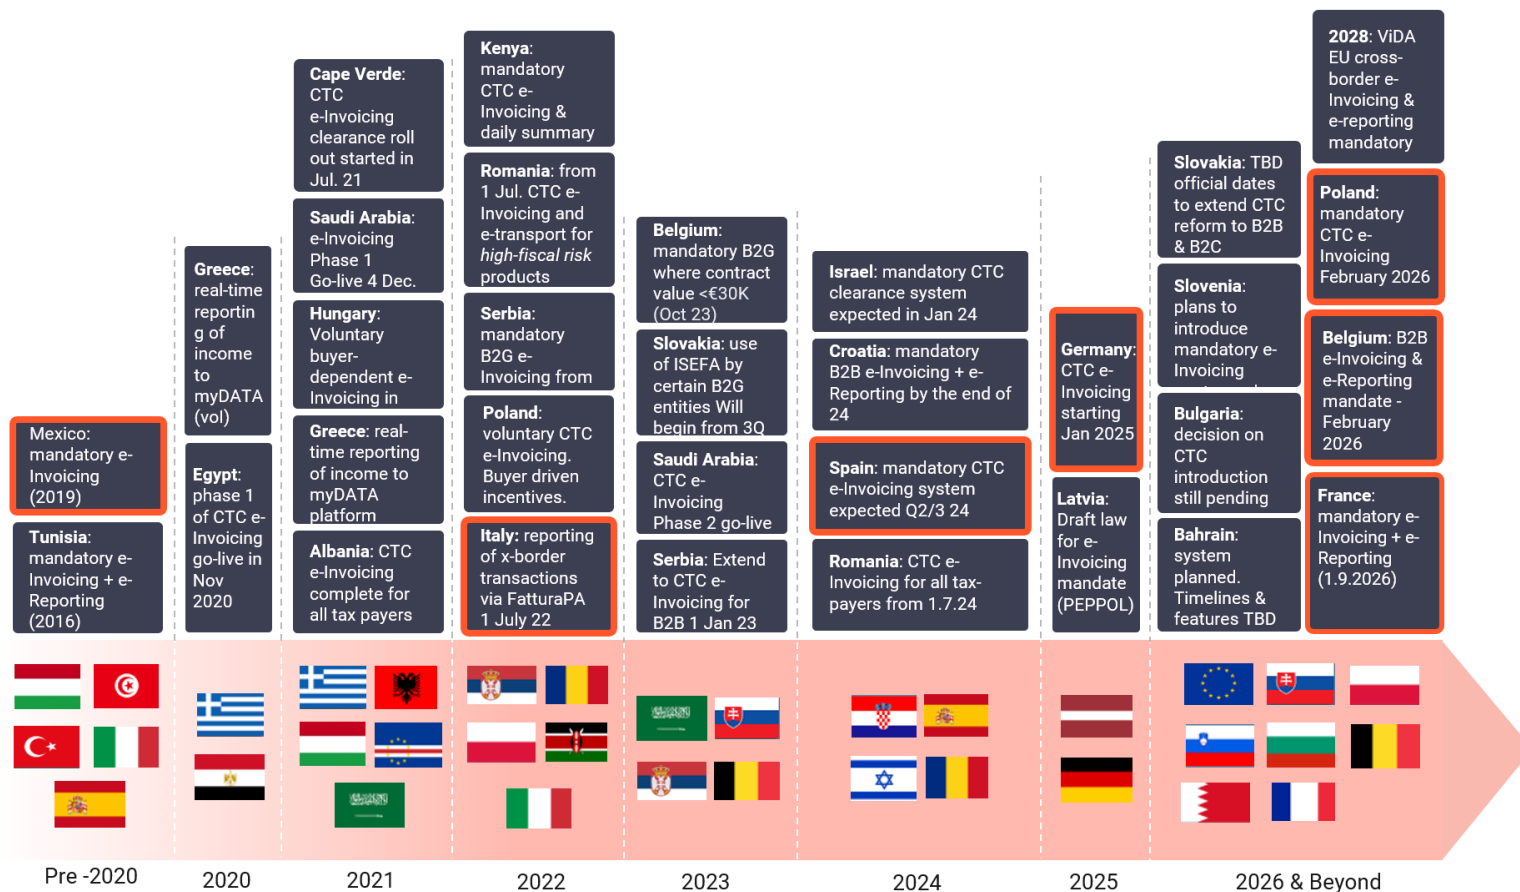 Mexico:
mandatory e-
Invoicing
(2019)
Tunisia:
mandatory e-
Invoicing + e-
Reporting
(2016)
Greece:
real-time
reportin
g of
income
to
myDATA
(vol)
Egypt:
phase 1
of CTC e-
Invoicing
go-live in
Nov
2020
Cape Verde:
CTC
e-Invoicing
clearance roll
out started in
Jul. 21
Saudi Arabia:
e-Invoicing
Phase 1
Go-live 4 Dec.
Hungary:
Voluntary
buyer-
dependent e-
Invoicing in
Greece: real-
time reporting
of income to
myDATA
platform
Albania: CTC
e-Invoicing
complete for
all tax payers
Kenya:
mandatory
CTC e-
Invoicing &
daily summary
Romania: from
1 Jul. CTC e-
Invoicing and
e-transport for
high-fiscal risk
products
Serbia:
mandatory
B2G e-
Invoicing from
Poland:
voluntary CTC
e-Invoicing.
Buyer driven
incentives.
Italy: reporting
of x-border
transactions
via FatturaPA
1 July 22
Belgium:
mandatory B2G
where contract
value <€30K
(Oct 23)
Slovakia: use
of ISEFA by
certain B2G
entities Will
begin from 3Q
Saudi Arabia:
CTC e-
Invoicing
Phase 2 go-live
Serbia: Extend
to CTC e-
Invoicing for
B2B 1 Jan 23
Israel: mandatory CTC
clearance system
expected in Jan 24
Croatia: mandatory
B2B e-Invoicing + e-
Reporting by the end of
24
Spain: mandatory CTC
e-Invoicing system
expected Q2/3 24
Romania: CTC e-
Invoicing for all tax-
payers from 1.7.24
Germany:
CTC e-
Invoicing
starting
Jan 2025
Latvia:
Draft law
for e-
Invoicing
mandate
(PEPPOL)
Slovakia: TBD
official dates
to extend CTC
reform to B2B
& B2C
Slovenia:
plans to
introduce
mandatory e-
Invoicing
Bulgaria:
decision on
CTC
introduction
still pending
Bahrain:
system
planned.
Timelines &
features TBD
2028: ViDA
EU cross-
border e-
Invoicing &
e-reporting
mandatory
Poland:
mandatory
CTC e-
Invoicing
February 2026
Belgium: B2B
e-Invoicing &
e-Reporting
mandate -
February
2026
France:
mandatory e-
Invoicing + e-
Reporting
(1.9.2026)
Pre -2020
2020
2021
2022
2023
2024
2025
2026 & Beyond